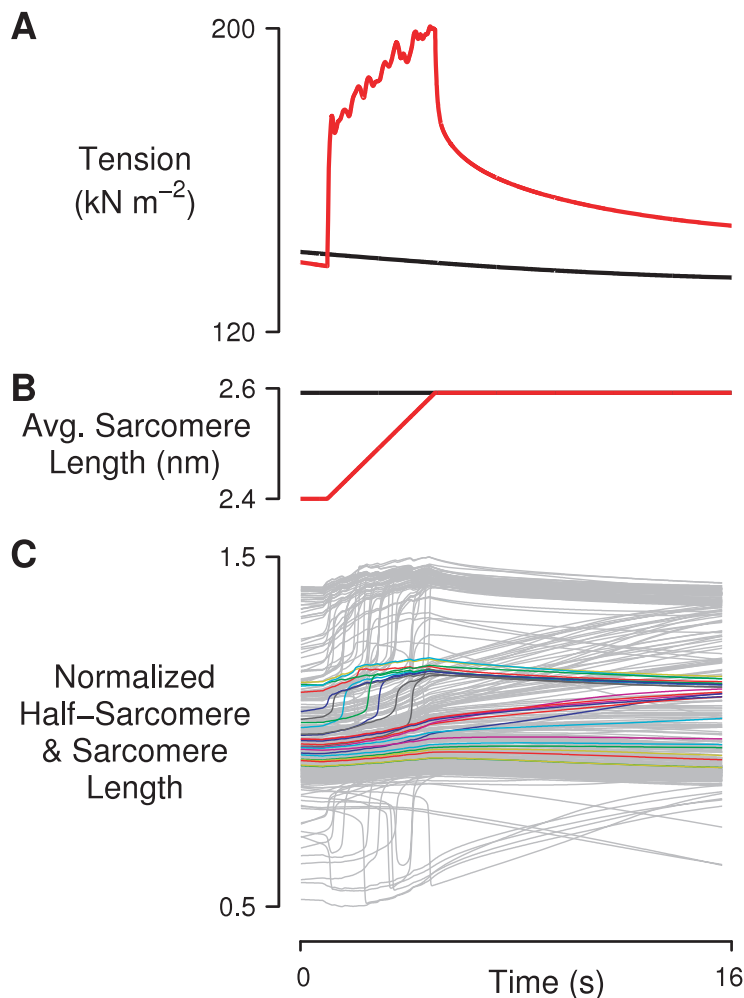 A
200
Tension
(kN m−2)
120
B
2.6
Avg. Sarcomere
Length (nm)
2.4
C
1.5
Normalized
Half−Sarcomere
& Sarcomere
Length
0.5
0
Time (s)
16